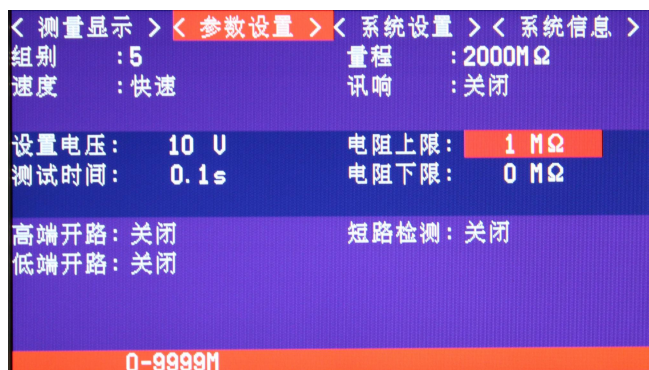 < 测量显示 > < 参数设置 > < 系统设置 > < 系统信息 >
组别 :5 量程 :2000MΩ
速度 :快速 讯响 :关闭
设置电压: 10 V 电阻上限: 1 MΩ
测试时间: 0.1s 电阻下限: 0 MΩ
高端开路:关闭 短路检测:关闭
低端开路:关闭
0-9999M